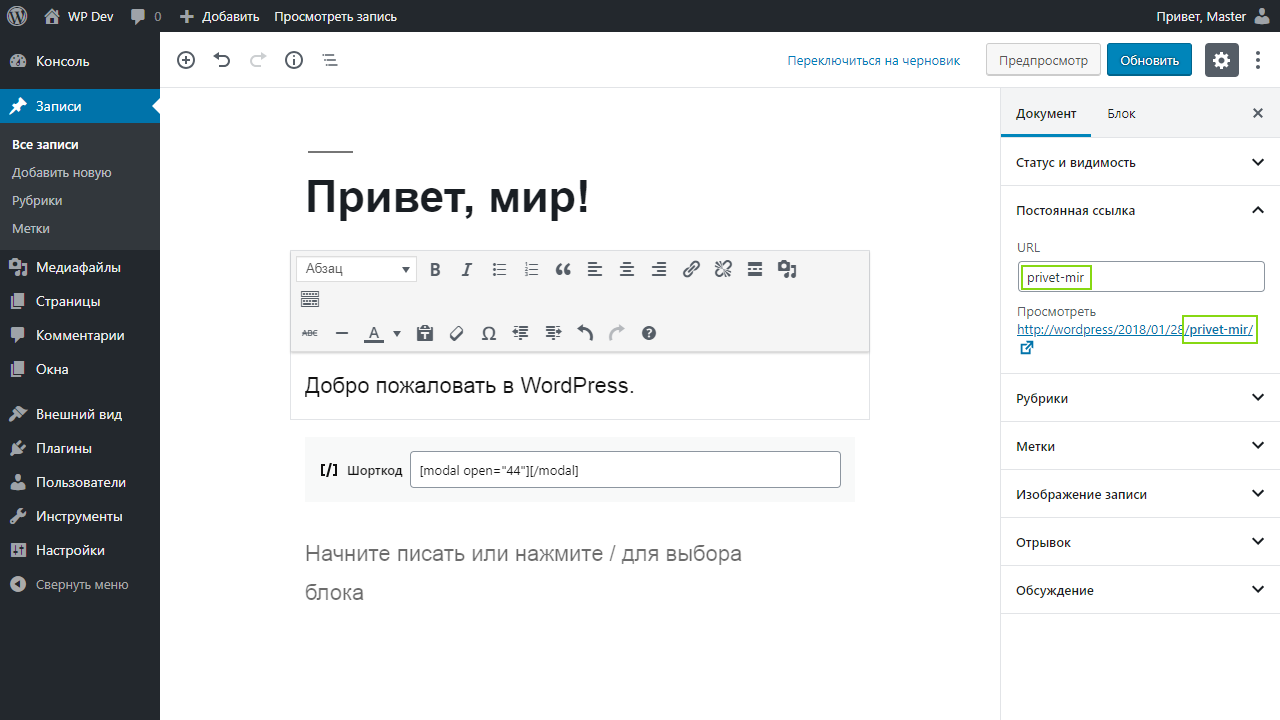 WP Dev 0 Добавить Просмотреть запись Привет, Master
Консоль
Записи
Все записи
Добавить новую
Рубрики
Метки
Медиафайлы
Страницы
Комментарии
Окна
Внешний вид
Плагины
Пользователи
Инструменты
Настройки
Свернуть меню
Переключиться на черновик Предпросмотр Обновить
Привет, мир!
Абзац B I
ABC A Ω
Добро пожаловать в WordPress.
[/] Шорткод [modal open="44"][/modal]
Начните писать или нажмите / для выбора
блока
Документ Блок
Статус и видимость
Постоянная ссылка
URL
privet-mir
Просмотреть
http://wordpress/2018/01/28/privet-mir/
Рубрики
Метки
Изображение записи
Отрывок
Обсуждение